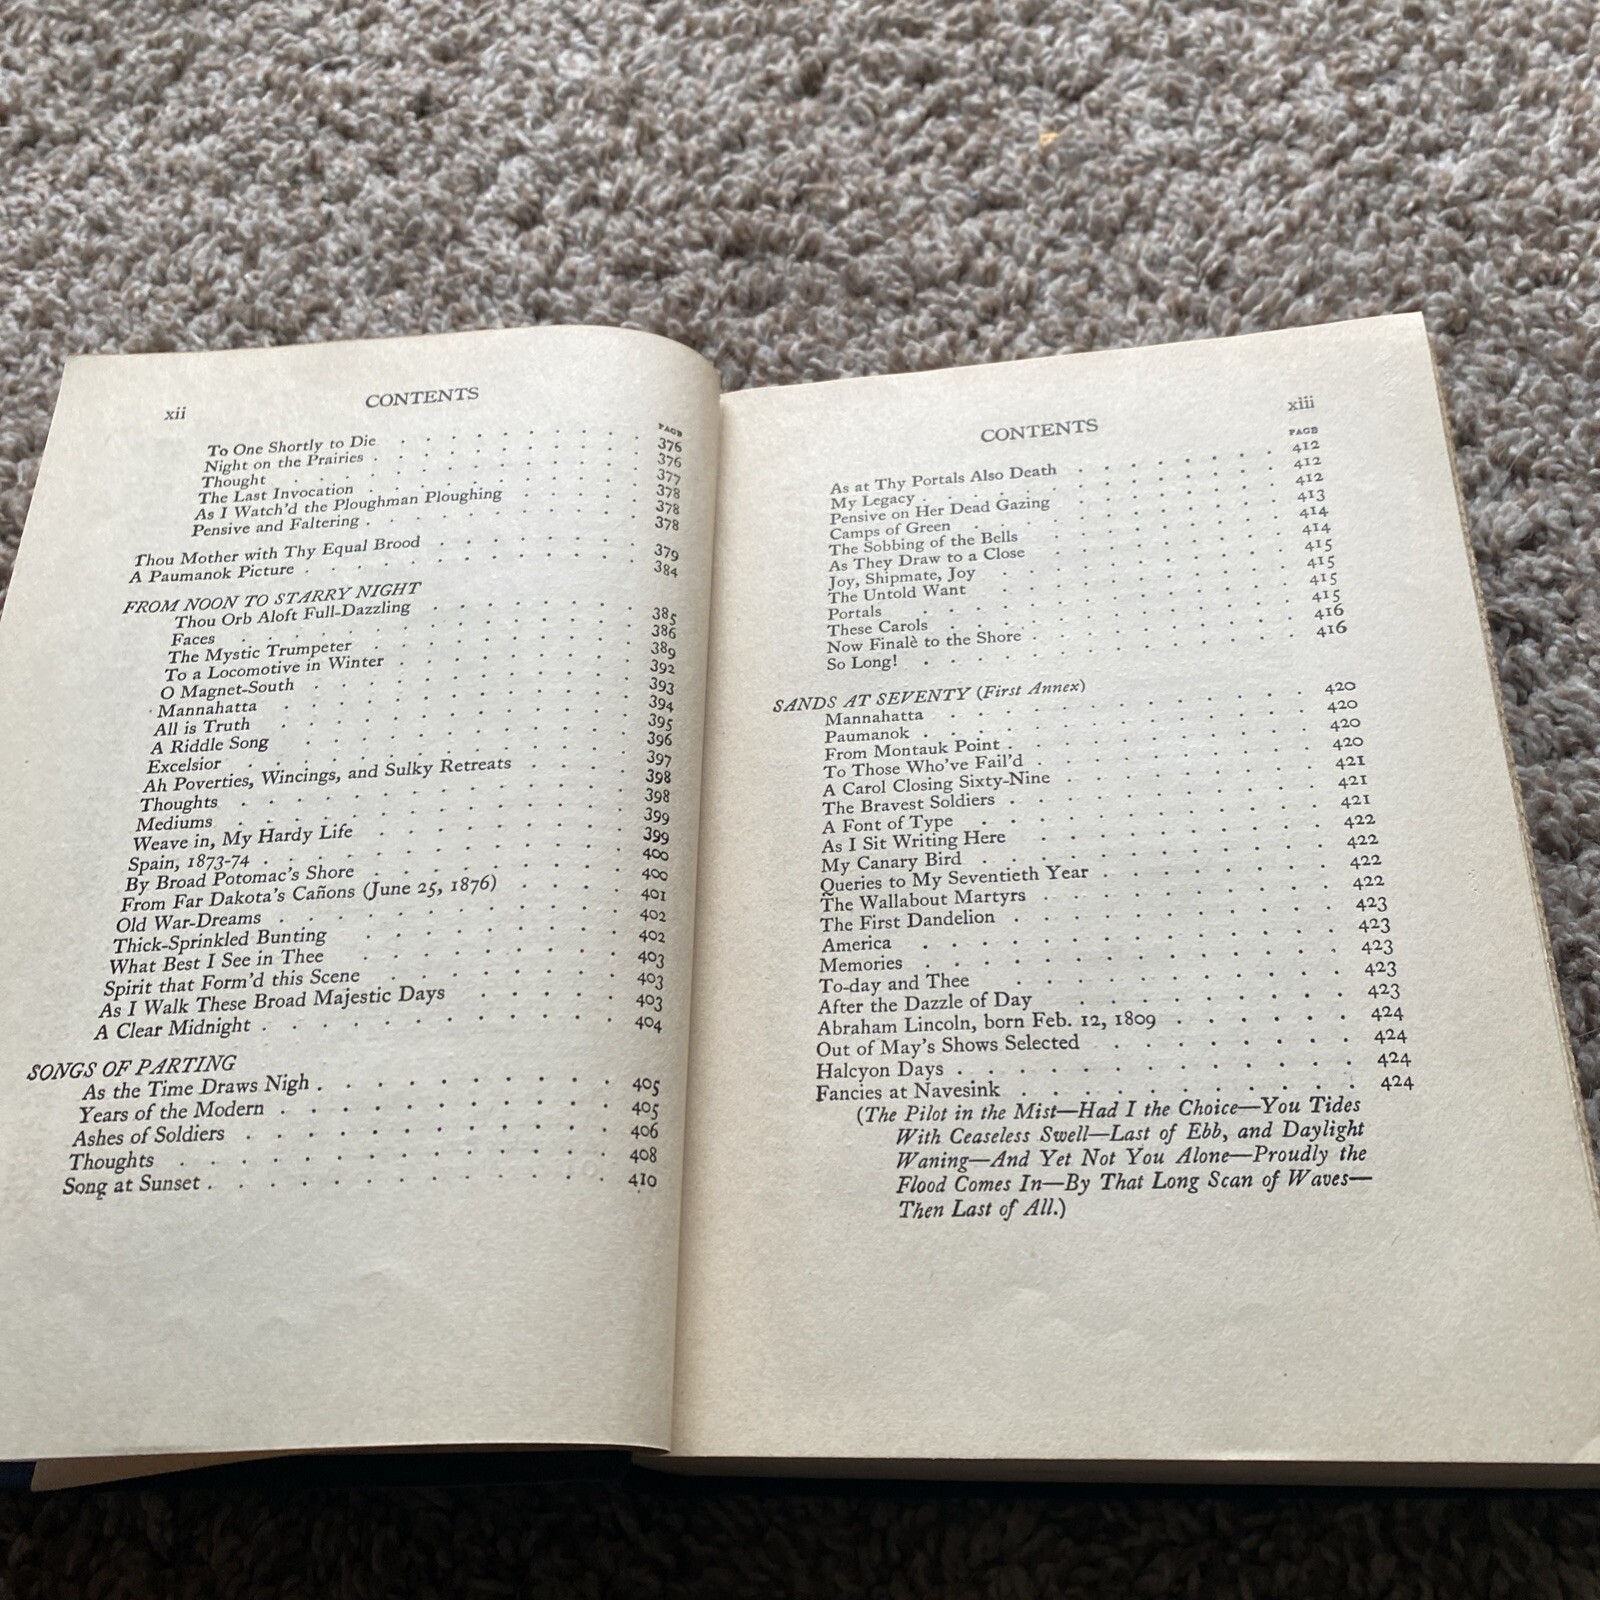 xii CONTENTS
PAGE
To One Shortly to Die . . . . . . . . . 376
Night on the Prairies . . . . . . . . . 376
Thought . . . . . . . . . 377
The Last Invocation . . . . . . . . . 378
As I Watch'd the Ploughman Ploughing . . . . . 378
Pensive and Faltering . . . . . . . . . 378
Thou Mother with Thy Equal Brood . . . . . . . 379
A Paumanok Picture . . . . . . . . . 384
FROM NOON TO STARRY NIGHT
Thou Orb Aloft Full-Dazzling . . . . . . . 385
Faces . . . . . . . . . 386
The Mystic Trumpeter . . . . . . . . 389
To a Locomotive in Winter . . . . . . . 392
O Magnet-South . . . . . . . . . 393
Mannahatta . . . . . . . . . 394
All is Truth . . . . . . . . . 395
A Riddle Song . . . . . . . . . 396
Excelsior . . . . . . . . . 397
Ah Poverties, Wincings, and Sulky Retreats . . . . 398
Thoughts . . . . . . . . . 398
Mediums . . . . . . . . . 399
Weave in, My Hardy Life . . . . . . . 399
Spain, 1873-74 . . . . . . . . . 400
By Broad Potomac's Shore . . . . . . . 400
From Far Dakota's Cañons (June 25, 1876) . . . . 401
Old War-Dreams . . . . . . . . . 402
Thick-Sprinkled Bunting . . . . . . . 402
What Best I See in Thee . . . . . . . 403
Spirit that Form'd this Scene . . . . . . . 403
As I Walk These Broad Majestic Days . . . . . 403
A Clear Midnight . . . . . . . . . 404
SONGS OF PARTING
As the Time Draws Nigh . . . . . . . . 405
Years of the Modern . . . . . . . . . 405
Ashes of Soldiers . . . . . . . . . 406
Thoughts . . . . . . . . . 408
Song at Sunset . . . . . . . . . 410
CONTENTS xiii
PAGE
As at Thy Portals Also Death . . . . . . . . 412
My Legacy . . . . . . . . . 412
Pensive on Her Dead Gazing . . . . . . . . 412
Camps of Green . . . . . . . . . 413
The Sobbing of the Bells . . . . . . . . 414
As They Draw to a Close . . . . . . . . 414
Joy, Shipmate, Joy . . . . . . . . . 415
The Untold Want . . . . . . . . . 415
Portals . . . . . . . . . 415
These Carols . . . . . . . . . 415
Now Finalè to the Shore . . . . . . . . 416
So Long! . . . . . . . . . 416
SANDS AT SEVENTY (First Annex)
Mannahatta . . . . . . . . . 420
Paumanok . . . . . . . . . 420
From Montauk Point . . . . . . . . . 420
To Those Who've Fail'd . . . . . . . . 420
A Carol Closing Sixty-Nine . . . . . . . 421
The Bravest Soldiers . . . . . . . . . 421
A Font of Type . . . . . . . . . 421
As I Sit Writing Here . . . . . . . . 422
My Canary Bird . . . . . . . . . 422
Queries to My Seventieth Year . . . . . . . 422
The Wallabout Martyrs . . . . . . . . 422
The First Dandelion . . . . . . . . 423
America . . . . . . . . . 423
Memories . . . . . . . . . 423
To-day and Thee . . . . . . . . 423
After the Dazzle of Day . . . . . . . . 423
Abraham Lincoln, born Feb. 12, 1809 . . . . . . 424
Out of May's Shows Selected . . . . . . . 424
Halcyon Days . . . . . . . . . 424
Fancies at Navesink . . . . . . . . . 424
(The Pilot in the Mist—Had I the Choice—You Tides
With Ceaseless Swell—Last of Ebb, and Daylight
Waning—And Yet Not You Alone—Proudly the
Flood Comes In—By That Long Scan of Waves—
Then Last of All.)